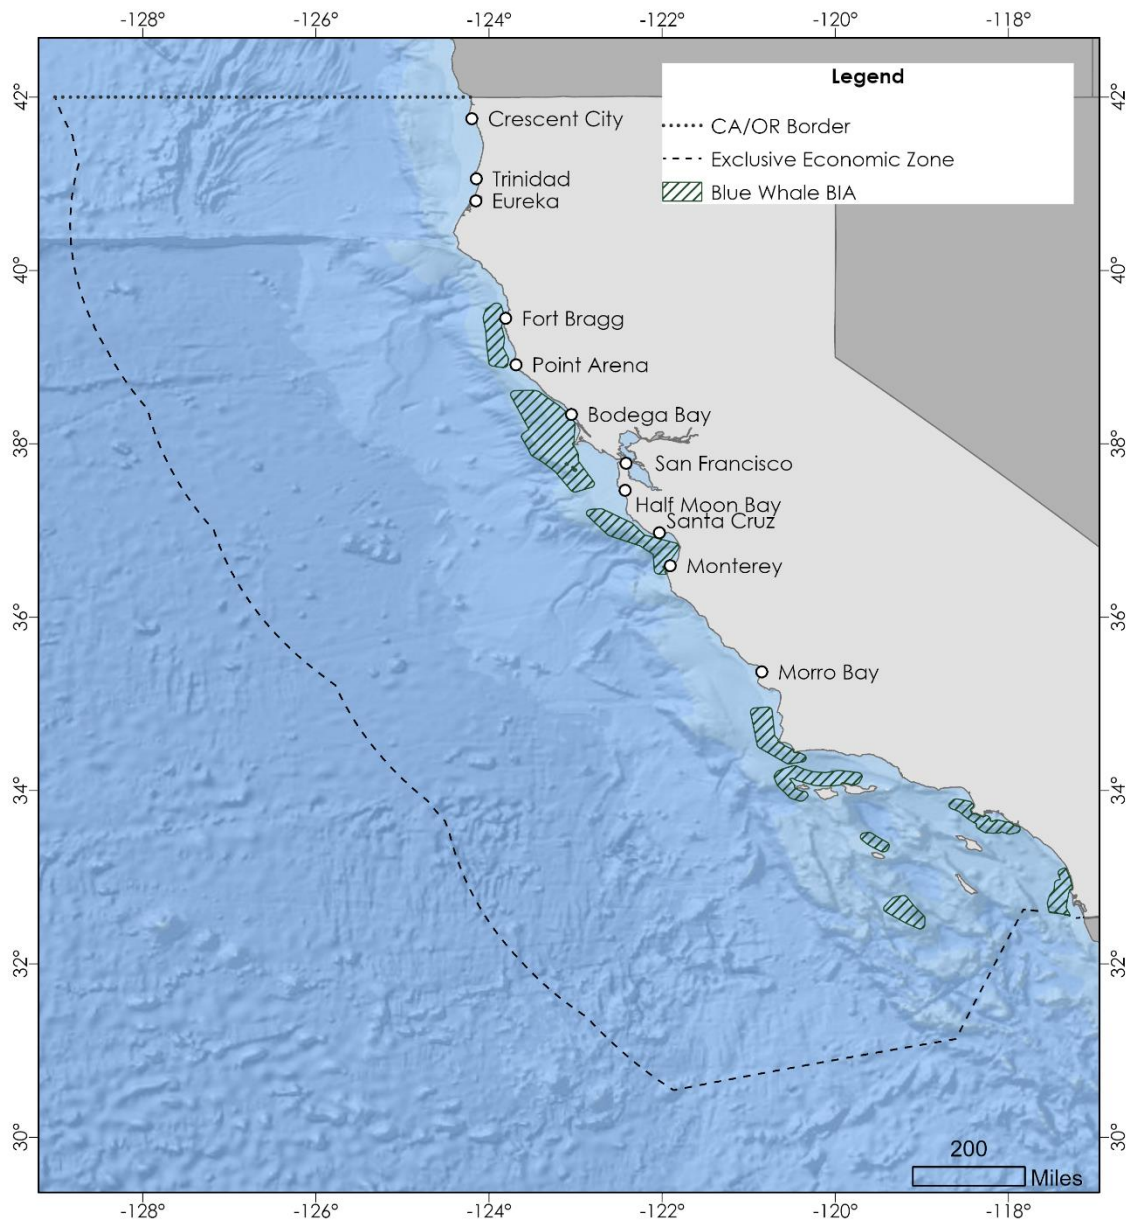 -128° -126° -124° -122° -120° -118°
Legend
42° 42°
CA/OR Border
Crescent City
Exclusive Economic Zone
Trinidad
Blue Whale BIA
Eureka
40° 40°
Fort Bragg
Point Arena
Bodega Bay
38° 38°
San Francisco
Half Moon Bay
Santa Cruz
Monterey
36° 36°
Morro Bay
34° 34°
32° 32°
30° 30°
200
Miles
-128° -126° -124° -122° -120° -118°